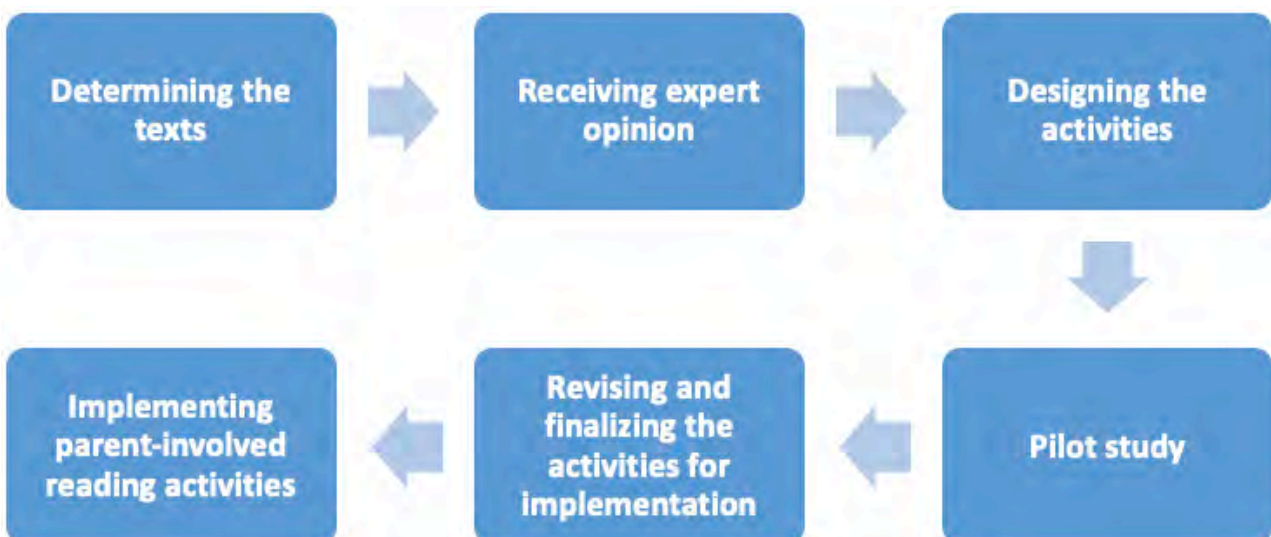 Determining the
texts
Receiving expert
opinion
Designing the
activities
Pilot study
Revising and
finalizing the
activities for
implementation
Implementing
parent-involved
reading activities